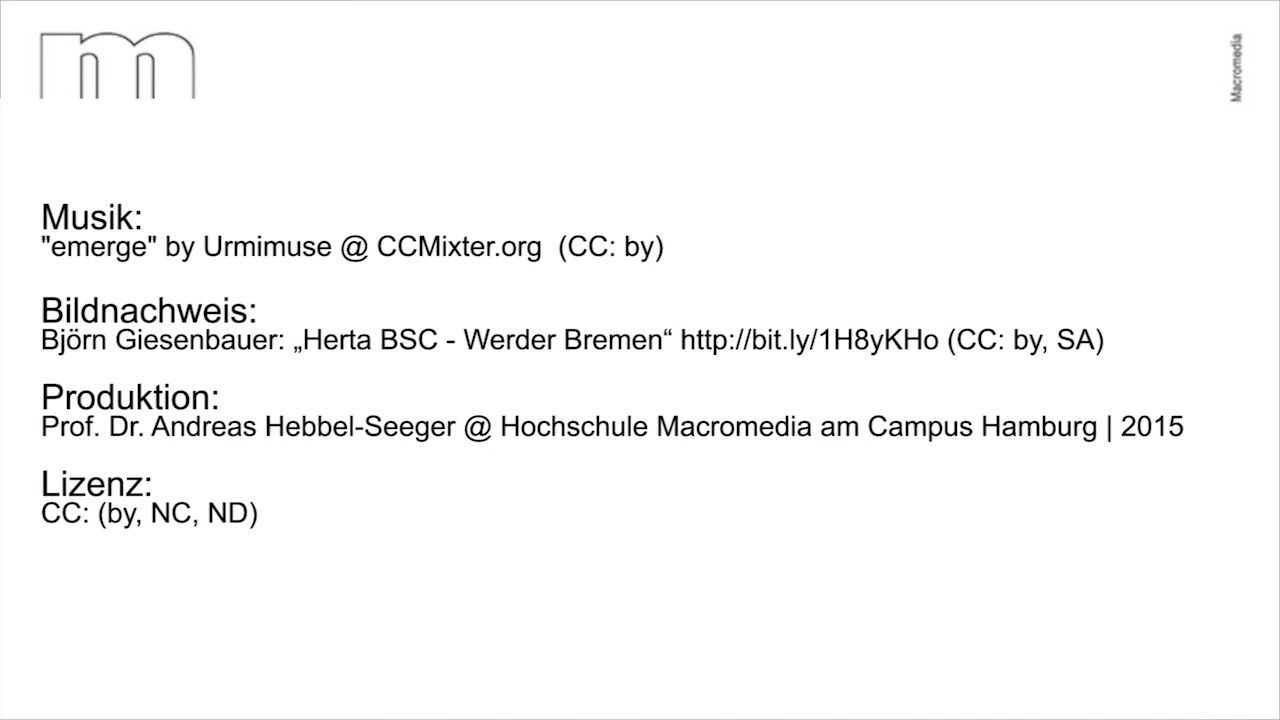 m
Macromedia
Musik:
"emerge" by Urmimuse @ CCMixter.org  (CC: by)
Bildnachweis:
Björn Giesenbauer: „Herta BSC - Werder Bremen“ http://bit.ly/1H8yKHo (CC: by, SA)
Produktion:
Prof. Dr. Andreas Hebbel-Seeger @ Hochschule Macromedia am Campus Hamburg | 2015
Lizenz:
CC: (by, NC, ND)